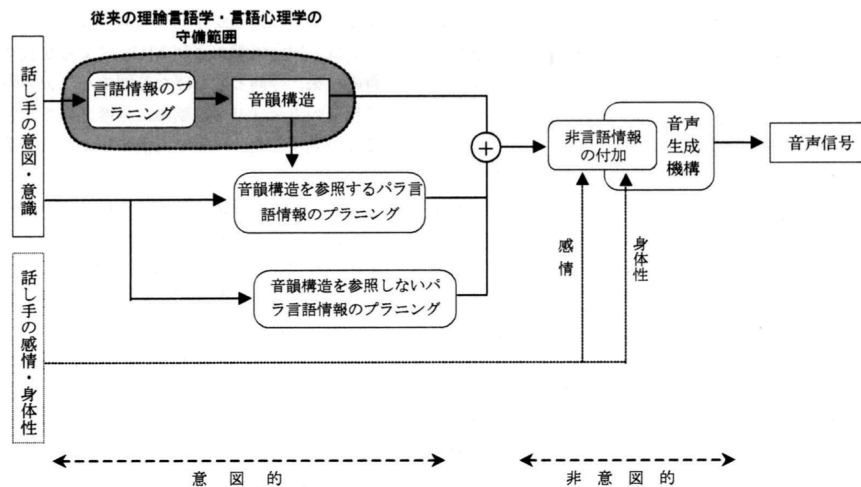 従来の理論言語学・言語心理学の
守備範囲
話し手の意図・意識
言語情報のプ
ラニング
音韻構造
音韻構造を参照するパラ言
語情報のプラニング
音韻構造を参照しないパ
ラ言語情報のプラニング
+
非言語情報
の付加
音声
生成
機構
音声信号
感情
身体性
話し手の感情・身体性
意図的
非意図的